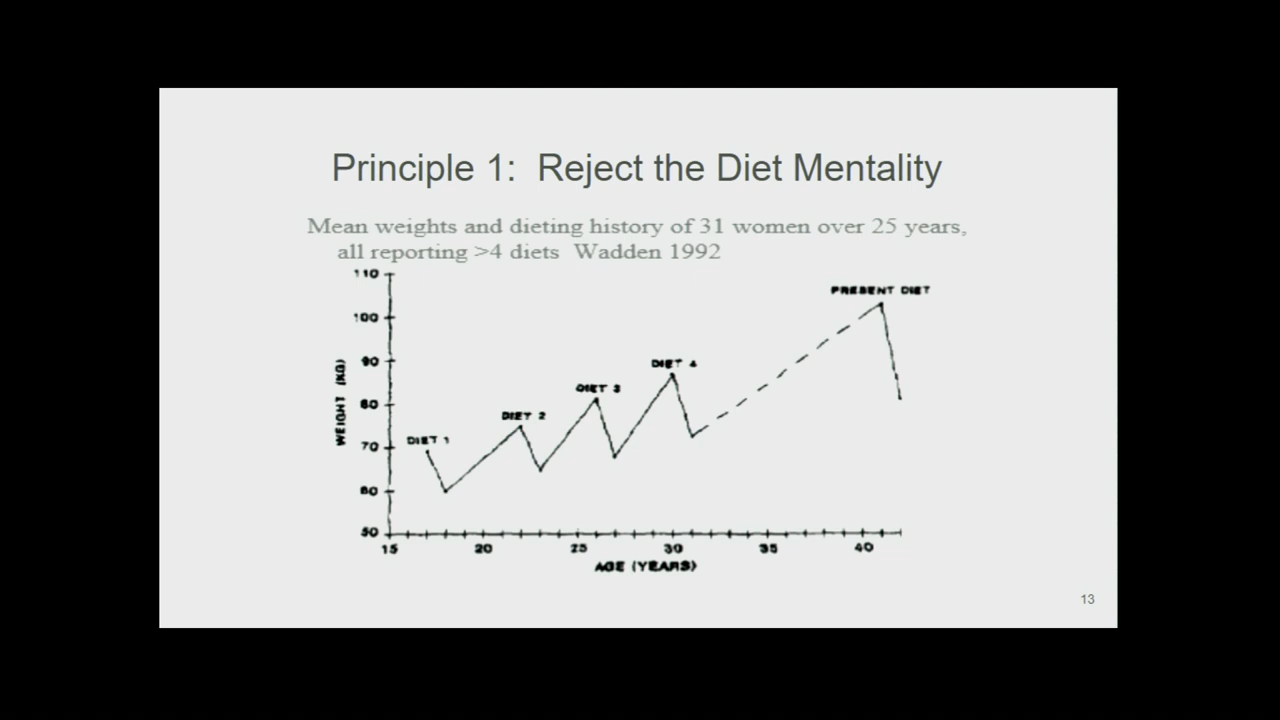 Principle 1:  Reject the Diet Mentality
Mean weights and dieting history of 31 women over 25 years,
all reporting >4 diets  Wadden 1992
110
100
90
80
70
60
50
WEIGHT (KG)
DIET 1
DIET 2
DIET 3
DIET 4
PRESENT DIET
15 20 25 30 35 40
AGE (YEARS)
13